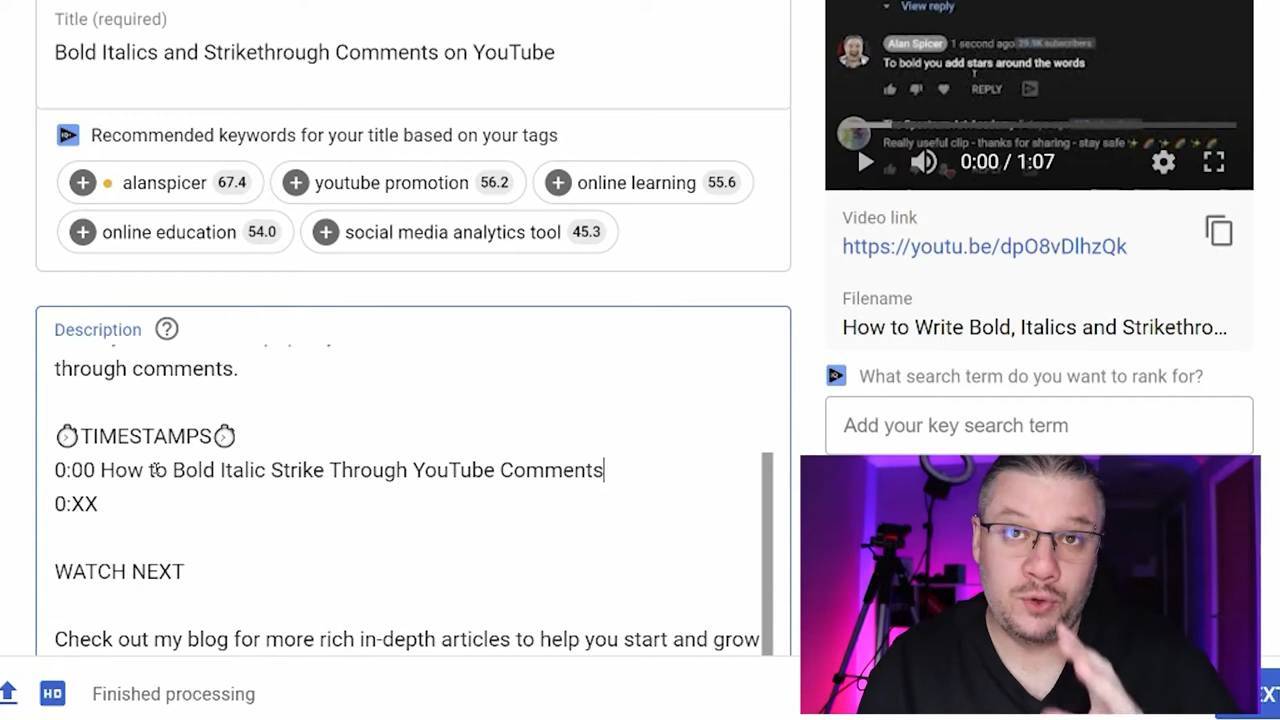 Title (required)
Bold Italics and Strikethrough Comments on YouTube
Recommended keywords for your title based on your tags
alanspicer 67.4
youtube promotion 56.2
online learning 55.6
online education 54.0
social media analytics tool 45.3
Description
through comments.
TIMESTAMPS
0:00 How to Bold Italic Strike Through YouTube Comments
0:XX
WATCH NEXT
Check out my blog for more rich in-depth articles to help you start and grow
HD Finished processing
View reply
Alan Spicer 1 second ago 29.9K subscribers
To bold you add stars around the words
REPLY
Really useful clip - thanks for sharing - stay safe
0:00 / 1:07
Video link
https://youtu.be/dpO8vDlhzQk
Filename
How to Write Bold, Italics and Strikethro...
What search term do you want to rank for?
Add your key search term